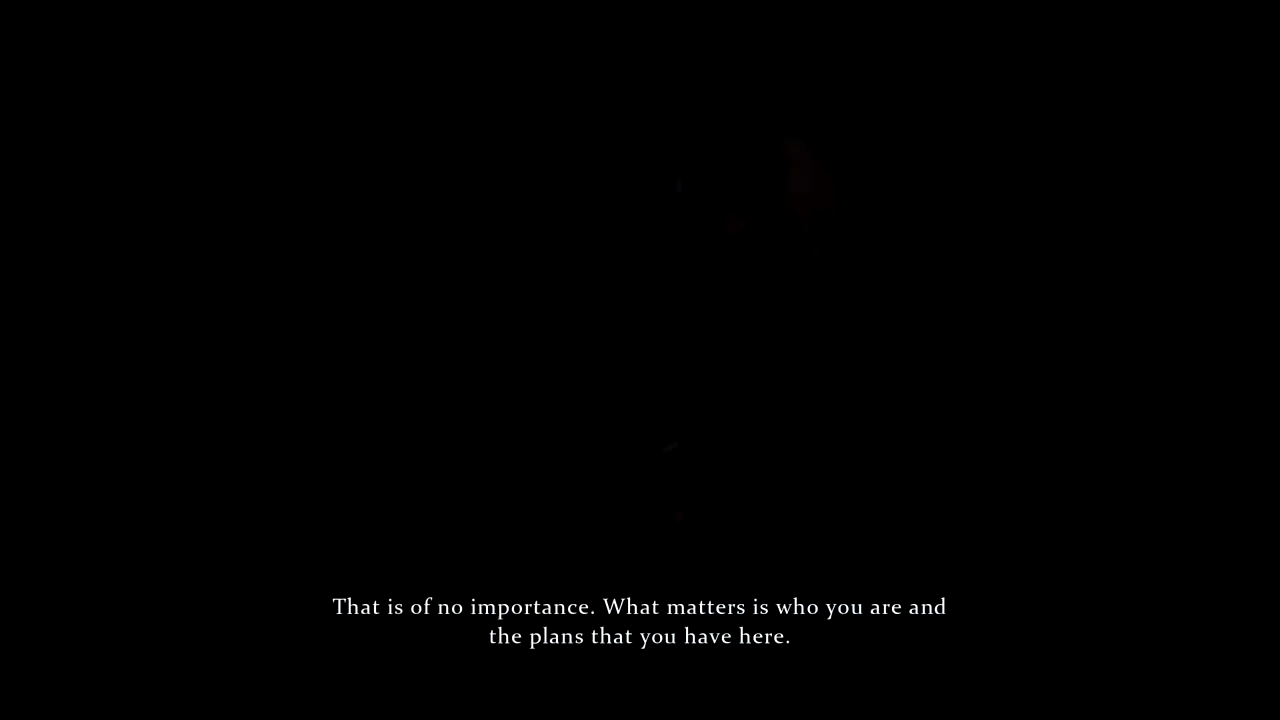 That is of no importance. What matters is who you are and
the plans that you have here.